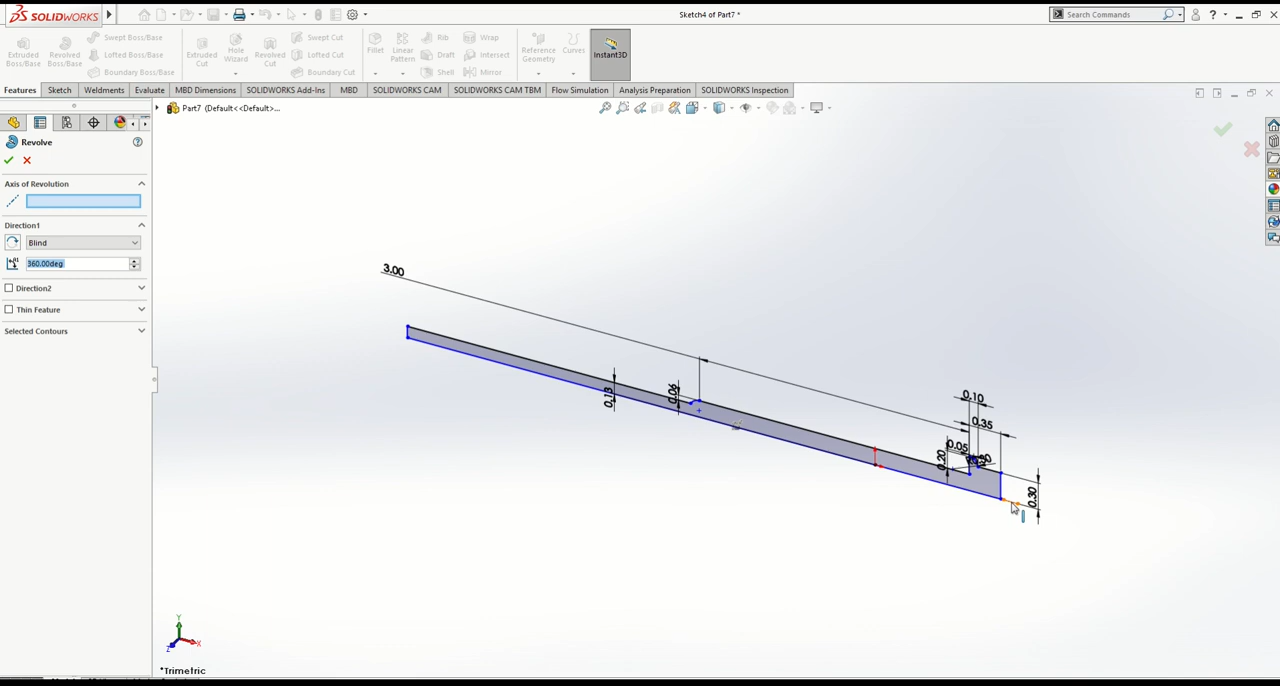 SOLIDWORKS
Sketch4 of Part7 *
Search Commands
?
Extruded Boss/Base
Revolved Boss/Base
Swept Boss/Base
Lofted Boss/Base
Boundary Boss/Base
Extruded Cut
Hole Wizard
Revolved Cut
Swept Cut
Lofted Cut
Boundary Cut
Fillet
Linear Pattern
Rib
Draft
Shell
Wrap
Intersect
Mirror
Reference Geometry
Curves
Instant3D
Features
Sketch
Weldments
Evaluate
MBD Dimensions
SOLIDWORKS Add-Ins
MBD
SOLIDWORKS CAM
SOLIDWORKS CAM TBM
Flow Simulation
Analysis Preparation
SOLIDWORKS Inspection
Part7 (Default<<Default>...
Revolve
Axis of Revolution
Direction1
Blind
360.00deg
Direction2
Thin Feature
Selected Contours
3.00
0.13
0.06
0.10
0.35
0.05
0.20
0.30
Y
X
Z
*Trimetric